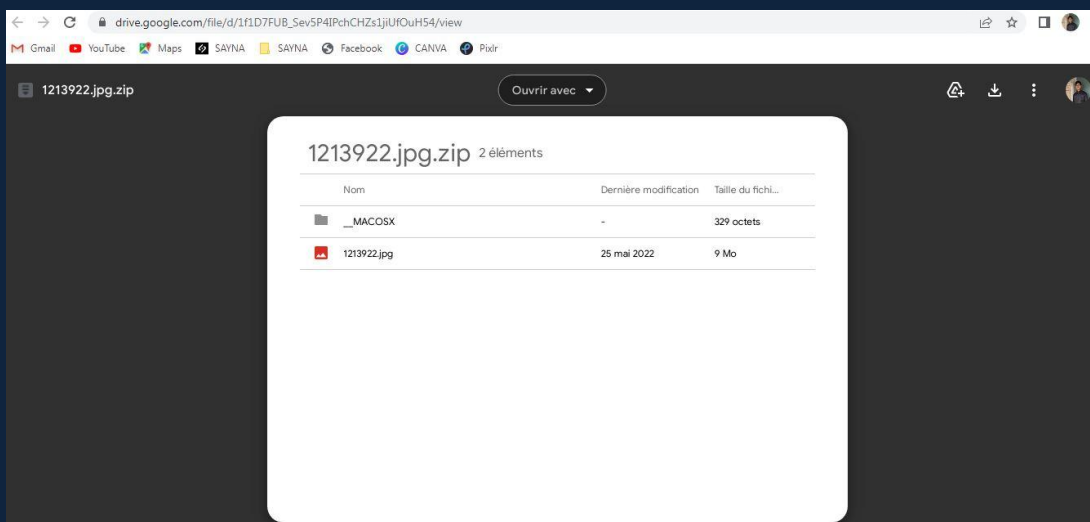 drive.google.com/file/d/1f1D7FUB_Sev5P4IPchCHZs1jiUfOuH54/view
Gmail YouTube Maps SAYNA SAYNA Facebook CANVA Pixlr
1213922.jpg.zip Ouvrir avec
1213922.jpg.zip 2 éléments
Nom Dernière modification Taille du fichi...
__MACOSX - 329 octets
1213922.jpg 25 mai 2022 9 Mo